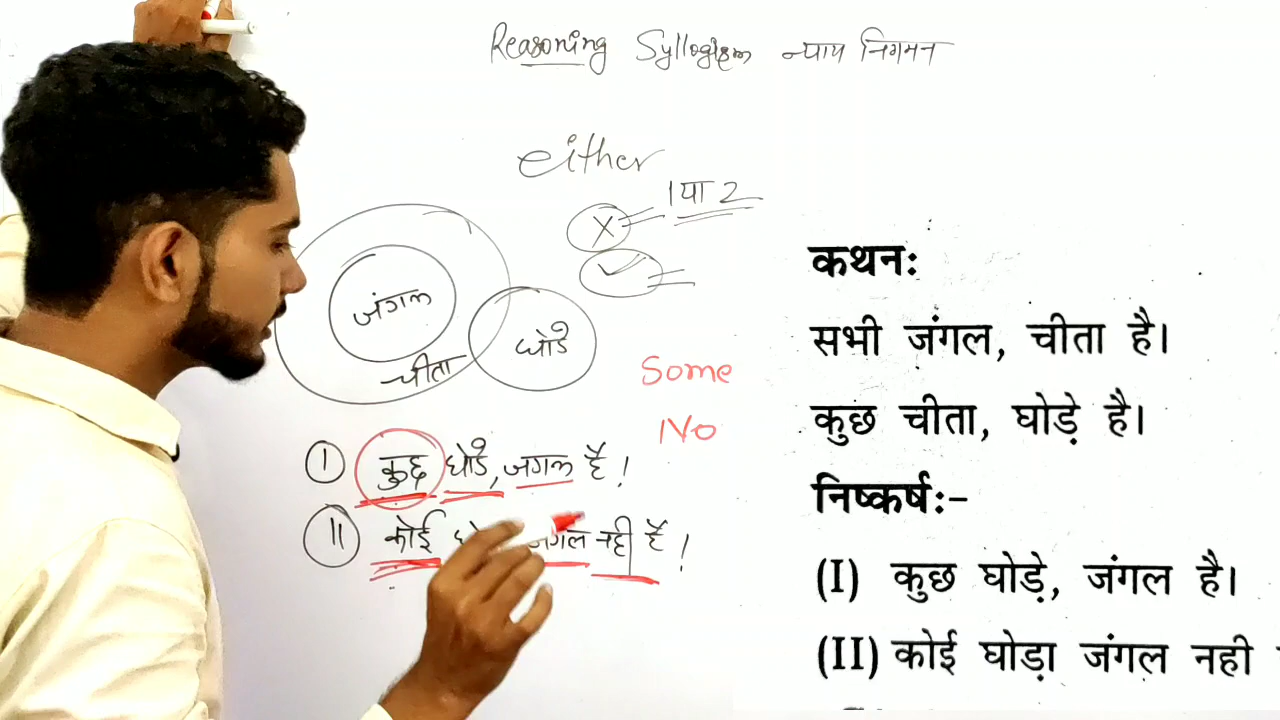 Reasoning Syllogism न्याय निगमन
either
1 या 2
जंगल
चीता
घोडे
Some
No
I कुछ घोडे, जंगल है !
II कोई जंगल नही है !
कथनः
सभी जंगल, चीता है।
कुछ चीता, घोड़े है।
निष्कर्षः-
(I) कुछ घोड़े, जंगल है।
(II) कोई घोड़ा जंगल नही